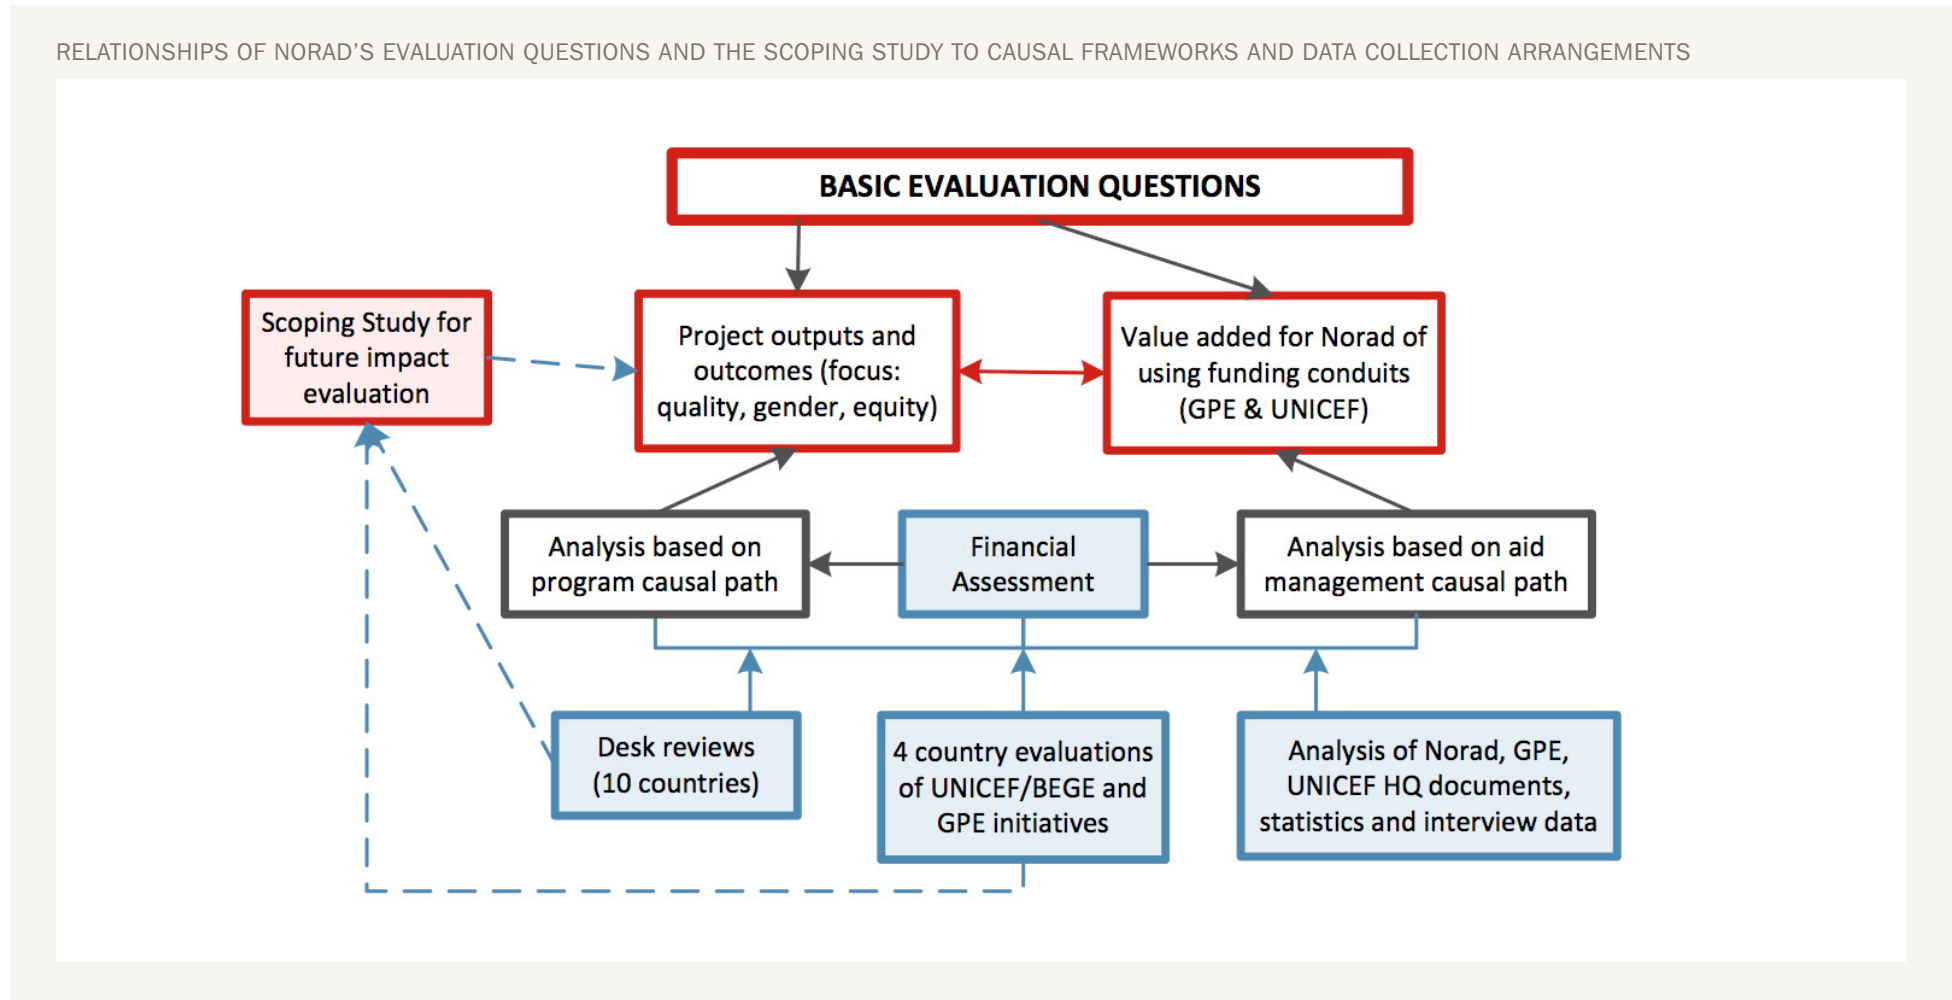 RELATIONSHIPS OF NORAD’S EVALUATION QUESTIONS AND THE SCOPING STUDY TO CAUSAL FRAMEWORKS AND DATA COLLECTION ARRANGEMENTS
BASIC EVALUATION QUESTIONS
Scoping Study for
future impact
evaluation
Project outputs and
outcomes (focus:
quality, gender, equity)
Value added for Norad of
using funding conduits
(GPE & UNICEF)
Analysis based on
program causal path
Financial
Assessment
Analysis based on aid
management causal path
Desk reviews
(10 countries)
4 country evaluations
of UNICEF/BEGE and
GPE initiatives
Analysis of Norad, GPE,
UNICEF HQ documents,
statistics and interview data